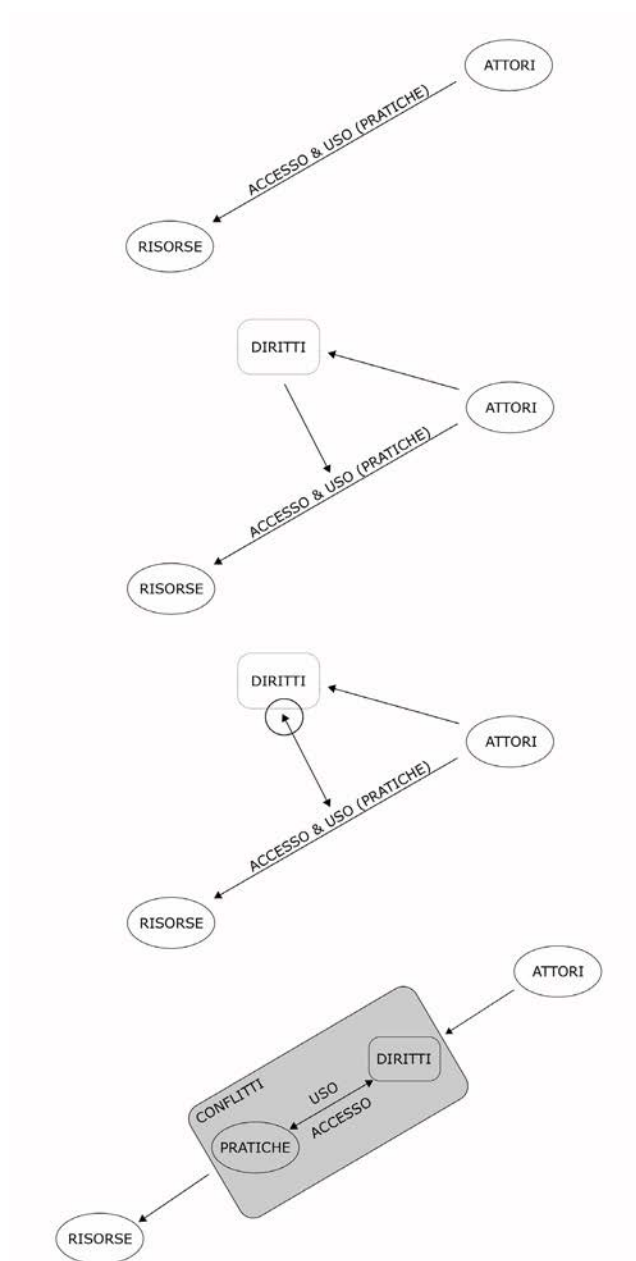 ATTORI
ACCESSO & USO (PRATICHE)
RISORSE
DIRITTI
ATTORI
ACCESSO & USO (PRATICHE)
RISORSE
DIRITTI
ATTORI
ACCESSO & USO (PRATICHE)
RISORSE
ATTORI
DIRITTI
CONFLITTI
USO
ACCESSO
PRATICHE
RISORSE